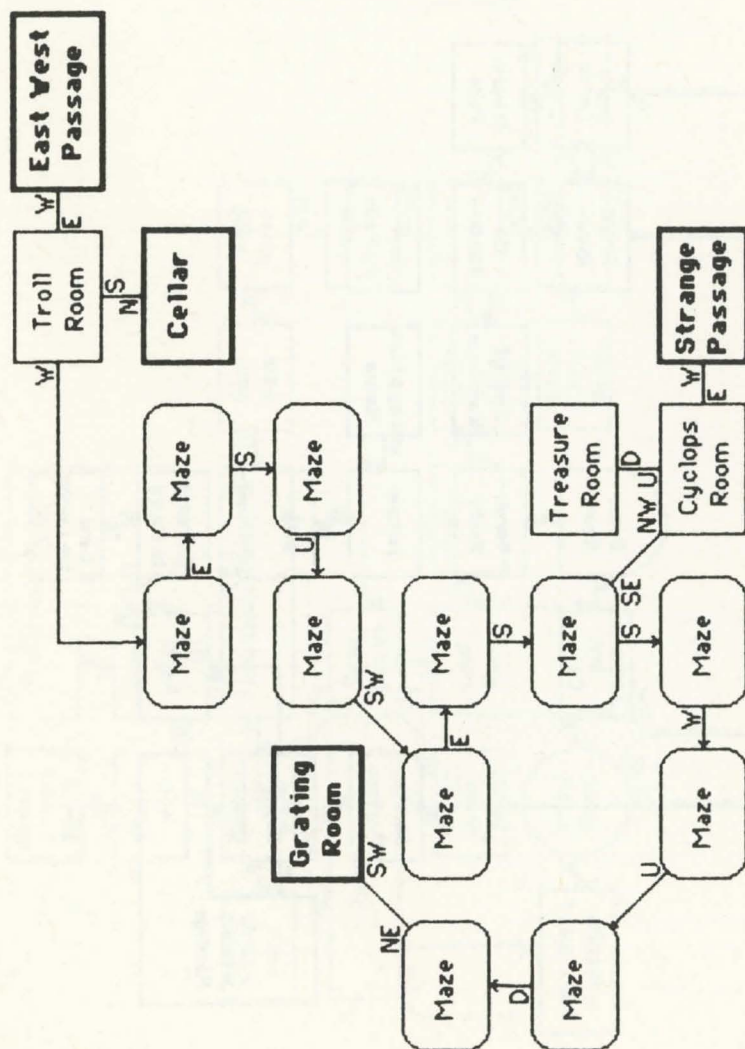 East West
Passage
W
E
Troll
Room
W
S
N
Cellar
Maze
E
Maze
S
Maze
U
Maze
SW
Maze
E
Maze
S
Maze
SE
NW
Cyclops
Room
U
D
Treasure
Room
E
W
Strange
Passage
S
Maze
W
Maze
U
Maze
D
Maze
NE
SW
Grating
Room